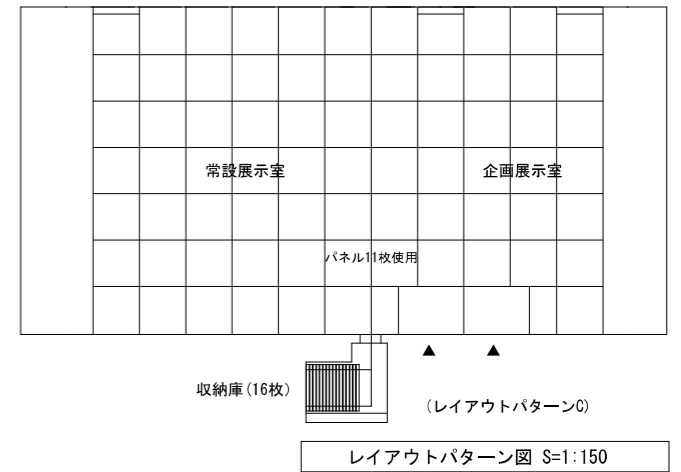 常設展示室
企画展示室
パネル11枚使用
収納庫(16枚)
(レイアウトパターンC)
レイアウトパターン図 S=1:150